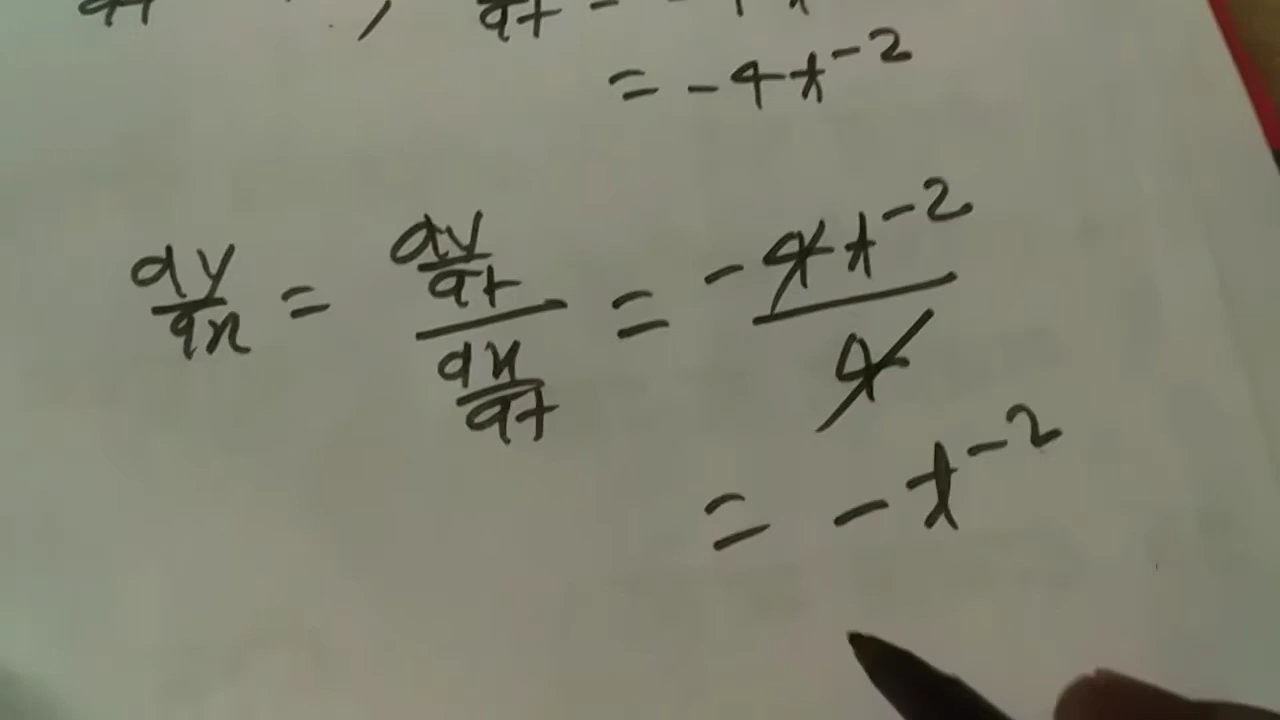 = -4t^-2
dy/dx = (dy/dt)/(dx/dt) = -4t^-2/4
= -t^-2